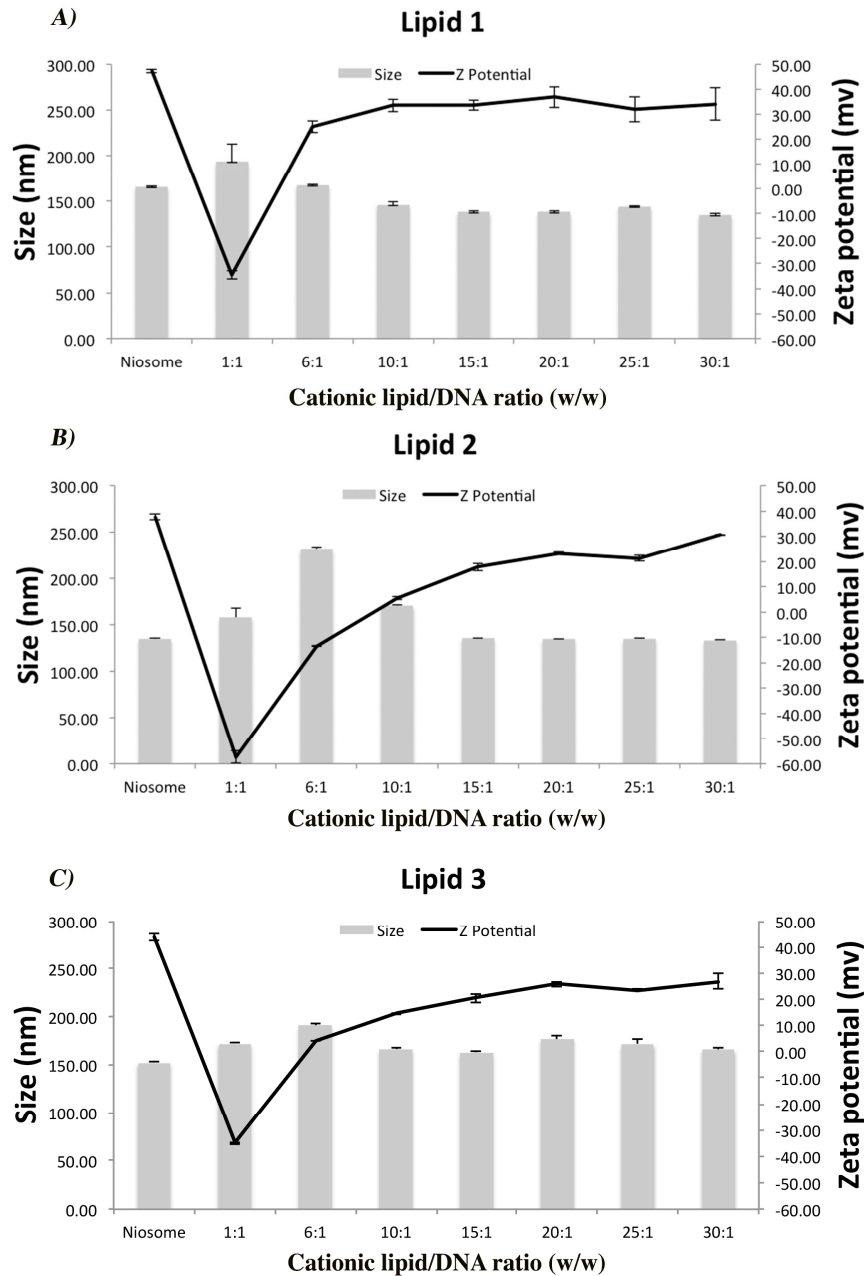 A)
Lipid 1
Size
Z Potential
300.00
250.00
200.00
150.00
100.00
50.00
0.00
Size (nm)
50.00
40.00
30.00
20.00
10.00
0.00
-10.00
-20.00
-30.00
-40.00
-50.00
-60.00
Zeta potential (mv)
Niosome 1:1 6:1 10:1 15:1 20:1 25:1 30:1
Cationic lipid/DNA ratio (w/w)
B)
Lipid 2
Size
Z Potential
300.00
250.00
200.00
150.00
100.00
50.00
0.00
Size (nm)
50.00
40.00
30.00
20.00
10.00
0.00
-10.00
-20.00
-30.00
-40.00
-50.00
-60.00
Zeta potential (mv)
Niosome 1:1 6:1 10:1 15:1 20:1 25:1 30:1
Cationic lipid/DNA ratio (w/w)
C)
Lipid 3
Size
Z Potential
300.00
250.00
200.00
150.00
100.00
50.00
0.00
Size (nm)
50.00
40.00
30.00
20.00
10.00
0.00
-10.00
-20.00
-30.00
-40.00
-50.00
-60.00
Zeta potential (mv)
Niosome 1:1 6:1 10:1 15:1 20:1 25:1 30:1
Cationic lipid/DNA ratio (w/w)